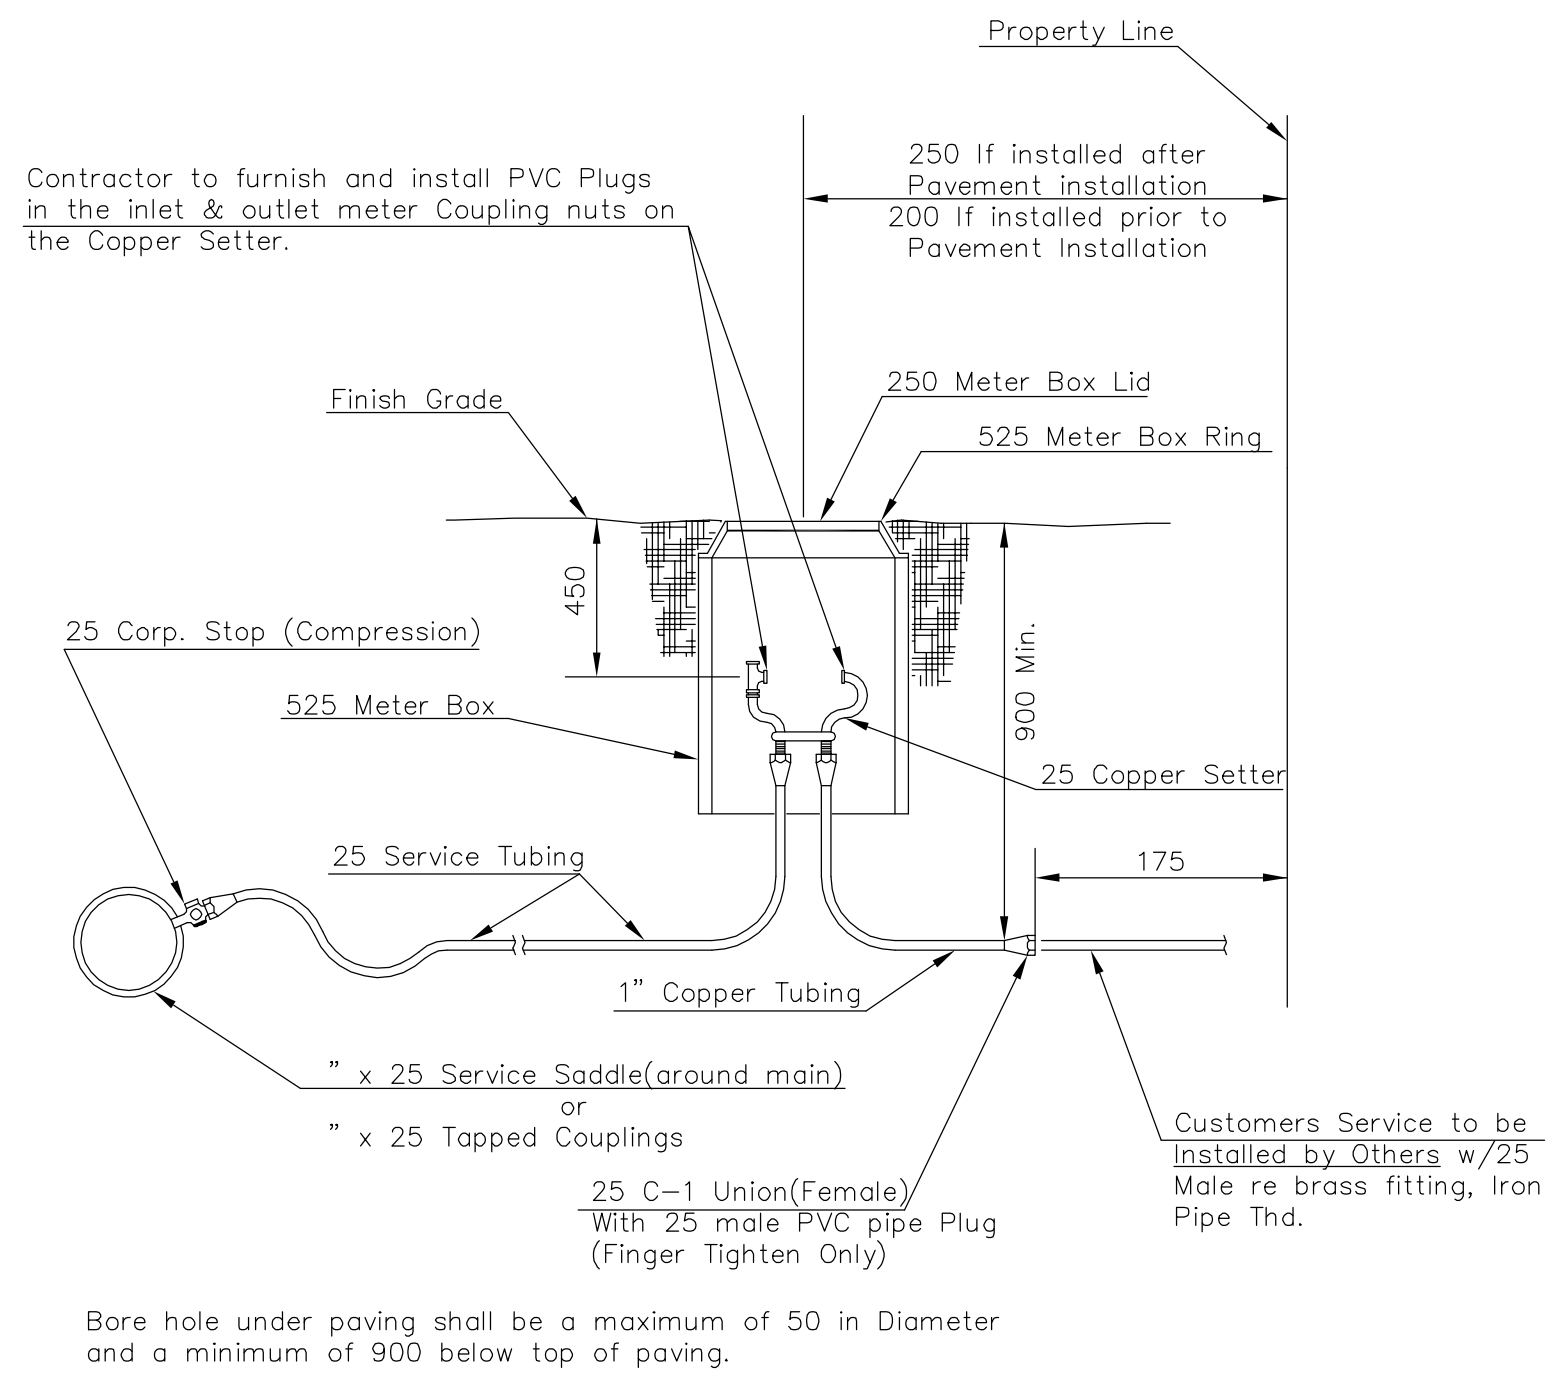 Property Line
250 If installed after
Pavement installation
200 If installed prior to
Pavement Installation
Contractor to furnish and install PVC Plugs
in the inlet & outlet meter Coupling nuts on
the Copper Setter.
250 Meter Box Lid
Finish Grade
525 Meter Box Ring
450
25 Corp. Stop (Compression)
900 Min.
525 Meter Box
25 Copper Setter
25 Service Tubing
175
1" Copper Tubing
" x 25 Service Saddle(around main)
or
" x 25 Tapped Couplings
Customers Service to be
Installed by Others w/25
Male re brass fitting, Iron
Pipe Thd.
25 C-1 Union(Female)
With 25 male PVC pipe Plug
(Finger Tighten Only)
Bore hole under paving shall be a maximum of 50 in Diameter
and a minimum of 900 below top of paving.